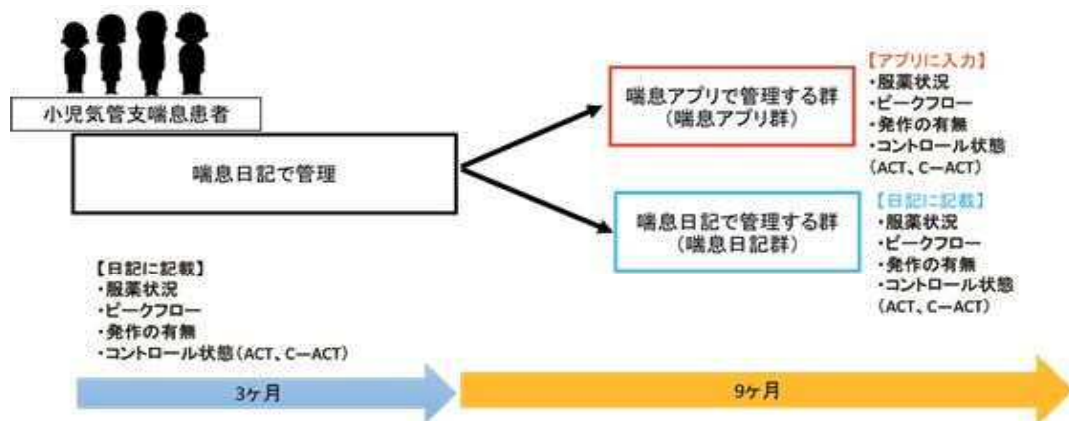 小児気管支喘息患者
喘息日記で管理
【日記に記載】
・服薬状況
・ピークフロー
・発作の有無
・コントロール状態(ACT、C－ACT)
喘息アプリで管理する群
(喘息アプリ群)
【アプリに入力】
・服薬状況
・ピークフロー
・発作の有無
・コントロール状態
(ACT、C－ACT)
喘息日記で管理する群
(喘息日記群)
【日記に記載】
・服薬状況
・ピークフロー
・発作の有無
・コントロール状態
(ACT、C－ACT)
3ヶ月
9ヶ月